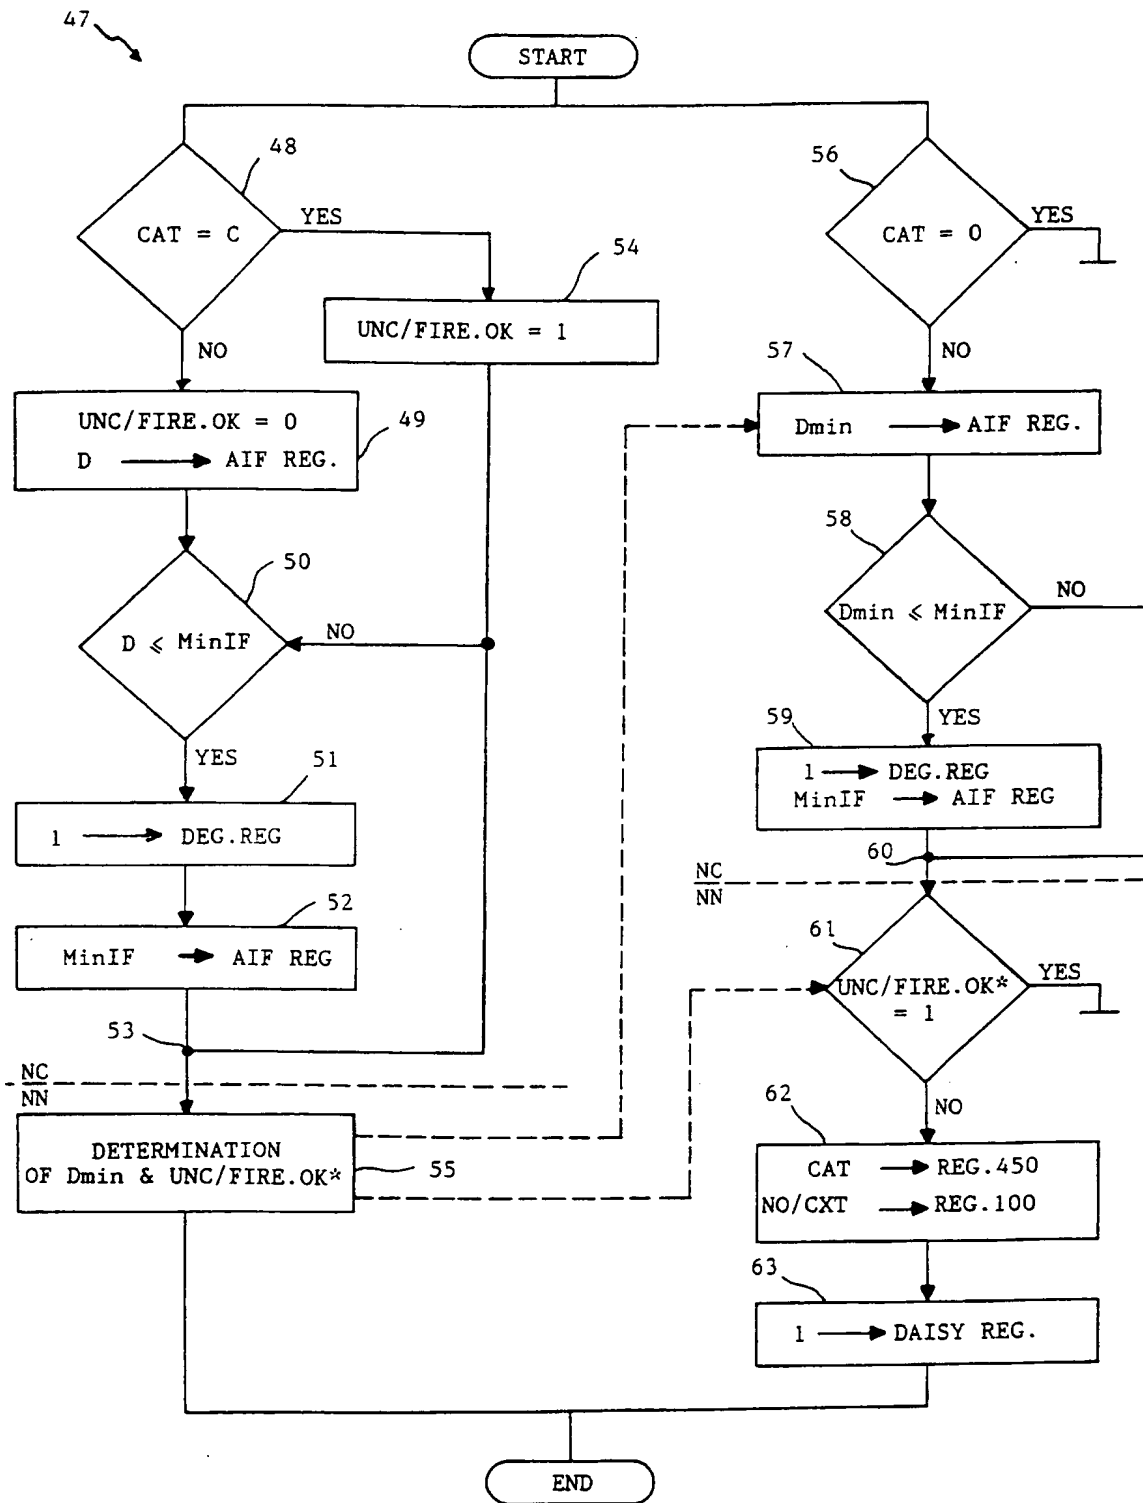 47
START
48
CAT = C
YES
NO
54
UNC/FIRE.OK = 1
UNC/FIRE.OK = 0
D AIF REG.
49
50
D ⩽ MinIF
NO
YES
51
1 DEG.REG
52
MinIF AIF REG
53
NC
NN
DETERMINATION
OF Dmin & UNC/FIRE.OK*
55
56
CAT = 0
YES
NO
57
Dmin AIF REG.
58
Dmin ⩽ MinIF
NO
YES
59
1 DEG.REG
MinIF AIF REG
60
NC
NN
61
UNC/FIRE.OK*
= 1
YES
NO
62
CAT REG.450
NO/CXT REG.100
63
1 DAISY REG.
END